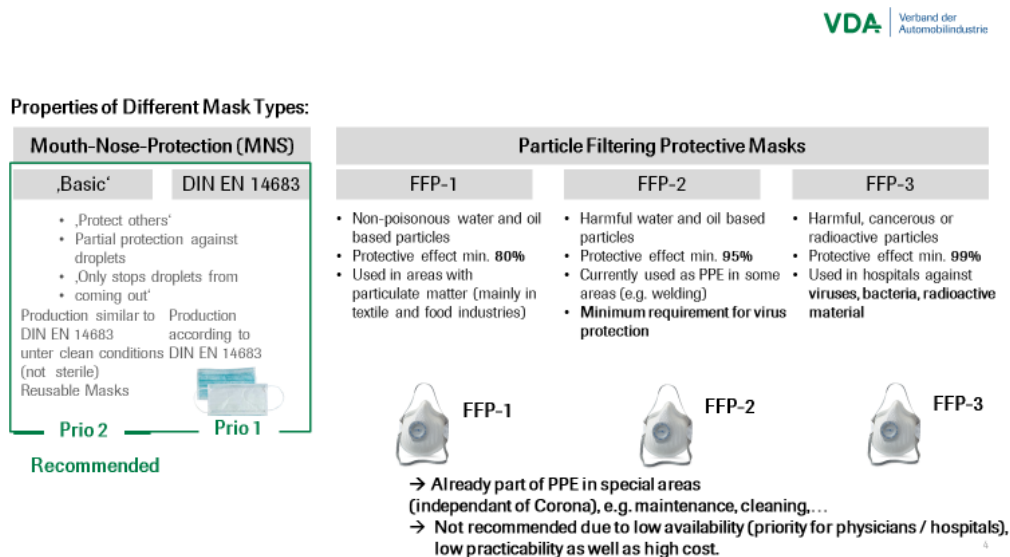 VDA Verband der
Automobilindustrie
Properties of Different Mask Types:
Mouth-Nose-Protection (MNS)
‚Basic‘
DIN EN 14683
• ‚Protect others‘
• Partial protection against
droplets
• ‚Only stops droplets from
• coming out‘
Production similar to
DIN EN 14683
unter clean conditions
(not sterile)
Reusable Masks
Production
according to
DIN EN 14683
Prio 2
Prio 1
Recommended
Particle Filtering Protective Masks
FFP-1
• Non-poisonous water and oil
based particles
• Protective effect min. 80%
• Used in areas with
particulate matter (mainly in
textile and food industries)
FFP-2
• Harmful water and oil based
particles
• Protective effect min. 95%
• Currently used as PPE in some
areas (e.g. welding)
• Minimum requirement for virus
protection
FFP-3
• Harmful, cancerous or
radioactive particles
• Protective effect min. 99%
• Used in hospitals against
viruses, bacteria, radioactive
material
FFP-1
FFP-2
FFP-3
→ Already part of PPE in special areas
(independant of Corona), e.g. maintenance, cleaning,…
→ Not recommended due to low availability (priority for physicians / hospitals),
low practicability as well as high cost.
4